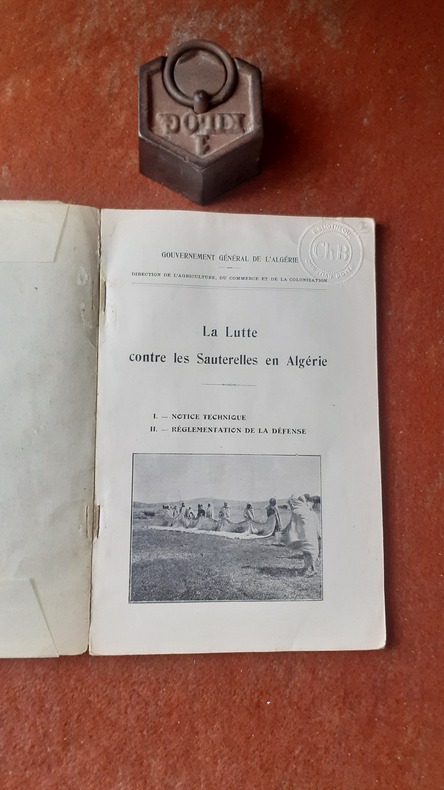 1
KILOG.
GOUVERNEMENT GÉNÉRAL DE L'ALGÉRIE
DIRECTION DE L'AGRICULTURE, DU COMMERCE ET DE LA COLONISATION
La Lutte
contre les Sauterelles en Algérie
I. — NOTICE TECHNIQUE
II. — RÉGLEMENTATION DE LA DÉFENSE